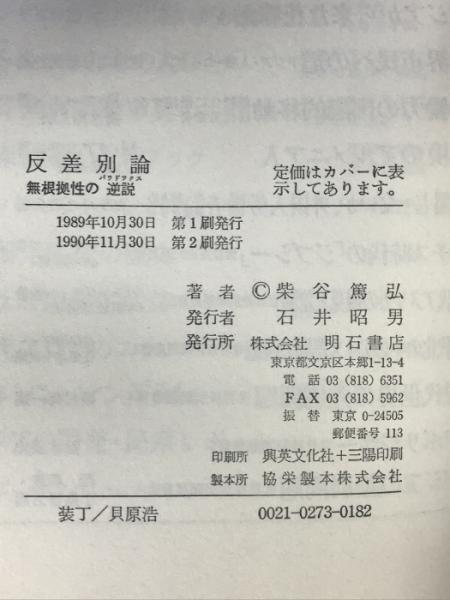 反差別論
無根拠性の逆説
パラドックス
定価はカバーに表
示してあります。
1989年10月30日 第1刷発行
1990年11月30日 第2刷発行
著者 ©柴谷篤弘
発行者 石井昭男
発行所 株式会社 明石書店
東京都文京区本郷1-13-4
電話 03 (818) 6351
FAX 03 (818) 5962
振替 東京 0-24505
郵便番号 113
印刷所 興英文化社+三陽印刷
製本所 協栄製本株式会社
装丁/貝原浩 0021-0273-0182